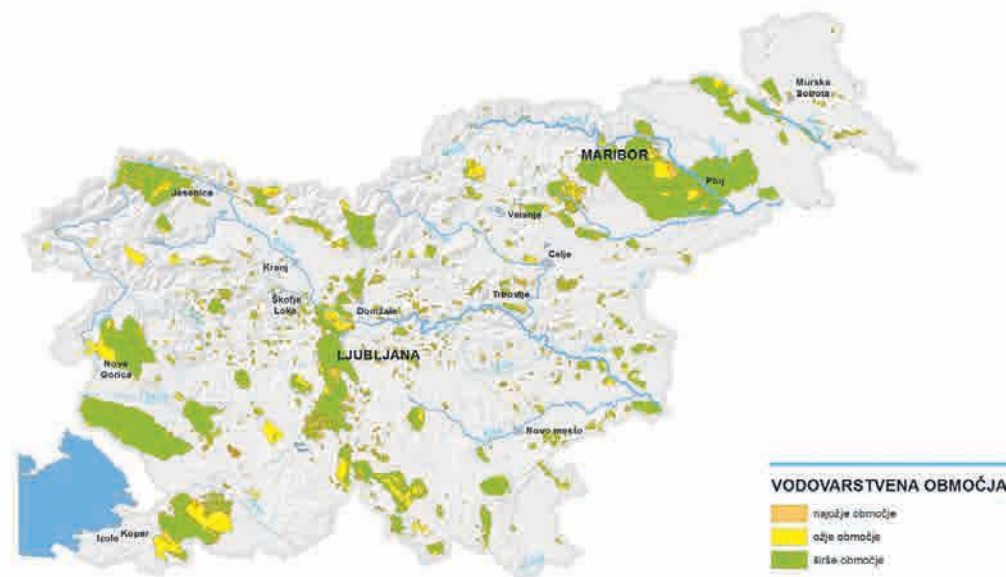 Murska
Sobota
MARIBOR
Ptuj
Jesenice
Velenje
Celje
Kranj
Škofja
Loka
Trbovlje
Domžale
LJUBLJANA
Nova
Gorica
Novo mesto
Izola
Koper
VODOVARSTVENA OBMOČJA
najožje območje
ožje območje
širše območje